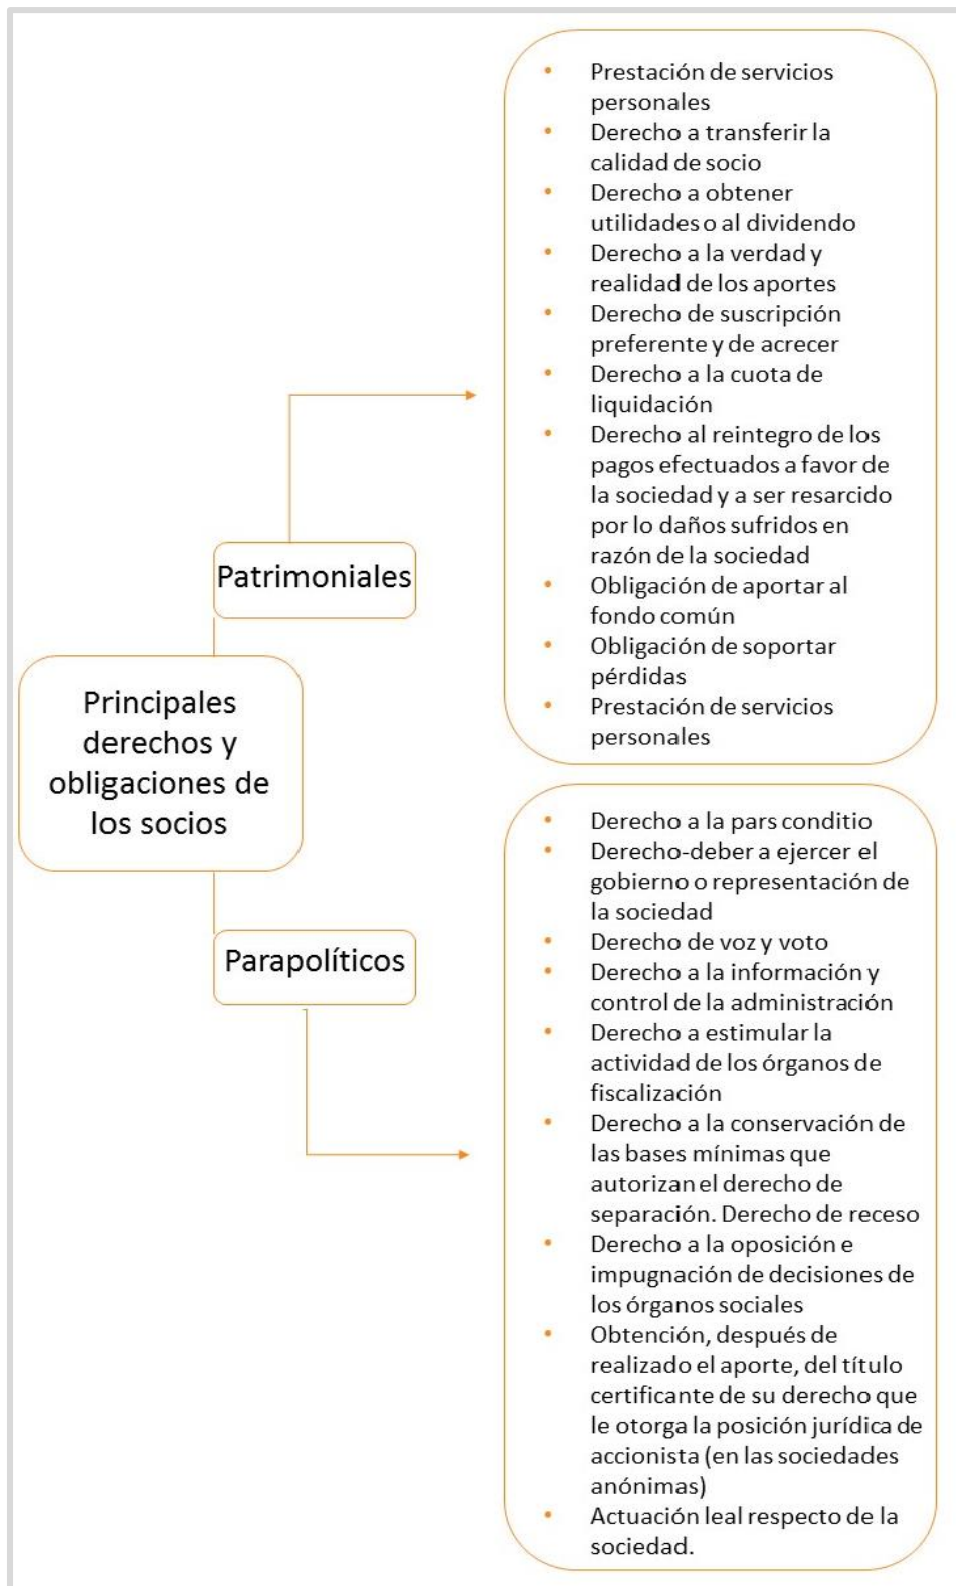 Principales
derechos y
obligaciones de
los socios
Patrimoniales
• Prestación de servicios
personales
• Derecho a transferir la
calidad de socio
• Derecho a obtener
utilidades o al dividendo
• Derecho a la verdad y
realidad de los aportes
• Derecho de suscripción
preferente y de acrecer
• Derecho a la cuota de
liquidación
• Derecho al reintegro de los
pagos efectuados a favor de
la sociedad y a ser resarcido
por lo daños sufridos en
razón de la sociedad
• Obligación de aportar al
fondo común
• Obligación de soportar
pérdidas
• Prestación de servicios
personales
Parapolíticos
• Derecho a la pars conditio
• Derecho-deber a ejercer el
gobierno o representación de
la sociedad
• Derecho de voz y voto
• Derecho a la información y
control de la administración
• Derecho a estimular la
actividad de los órganos de
fiscalización
• Derecho a la conservación de
las bases mínimas que
autorizan el derecho de
separación. Derecho de receso
• Derecho a la oposición e
impugnación de decisiones de
los órganos sociales
• Obtención, después de
realizado el aporte, del título
certificante de su derecho que
le otorga la posición jurídica de
accionista (en las sociedades
anónimas)
• Actuación leal respecto de la
sociedad.